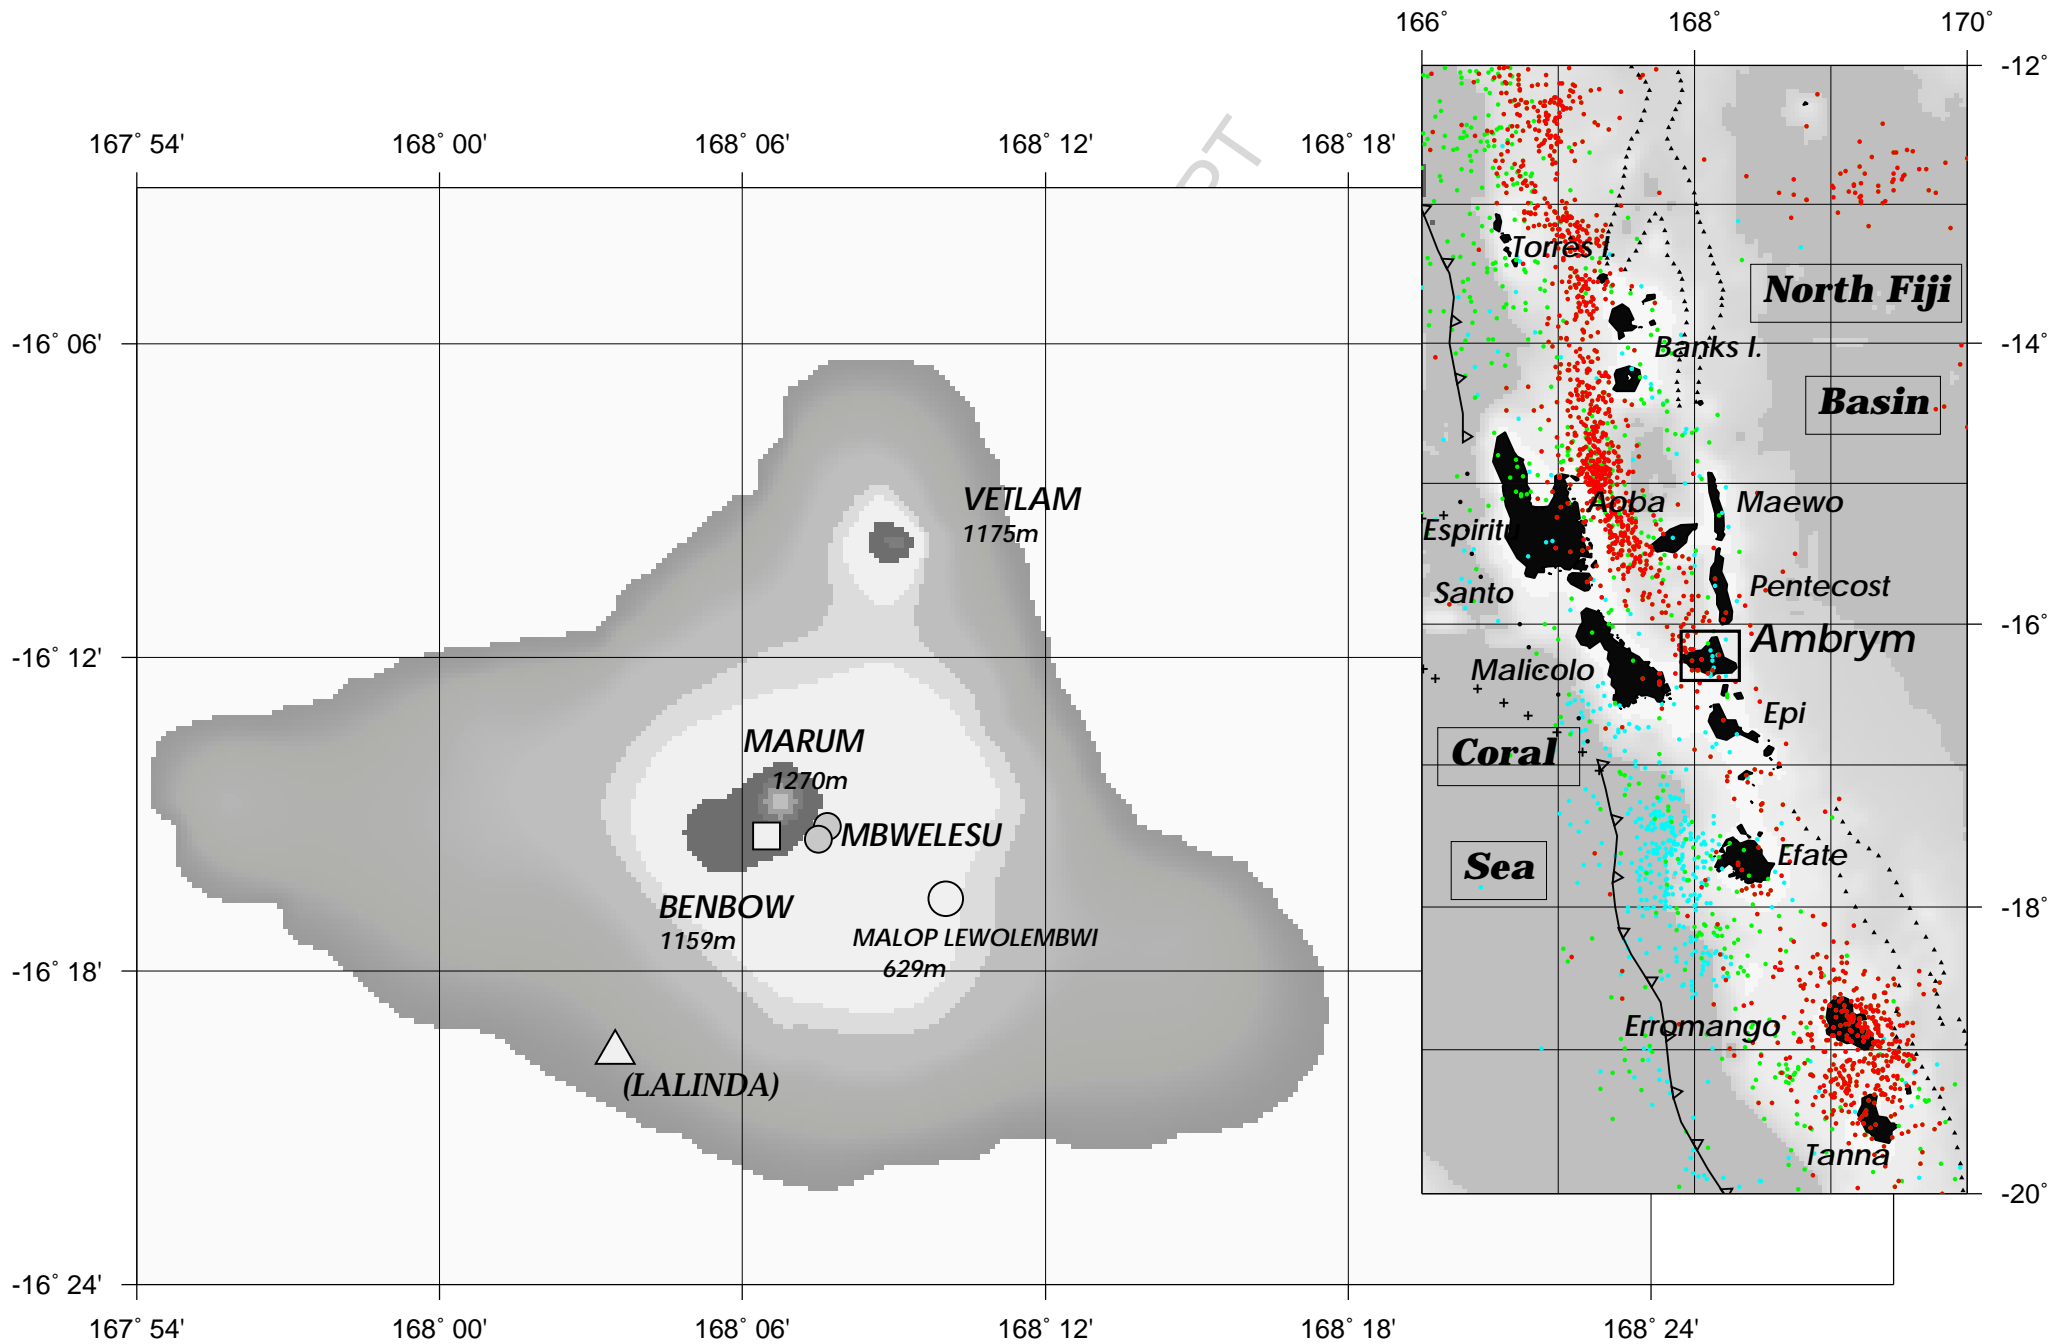 166° 168° 170°
-12°
167° 54' 168° 00' 168° 06' 168° 12' 168° 18'
PT
Torres I.
North Fiji
-16° 06'
-14°
Banks I.
Basin
VETLAM
1175m
Aoba
Maewo
Espiritu
Santo
Pentecost
-16° 12'
-16°
Ambrym
Malicolo
Epi
MARUM
1270m
Coral
MBWELESU
Sea
Efate
BENBOW
1159m
MALOP LEWOLEMBWI
629m
-18°
-16° 18'
Erromango
(LALINDA)
Tanna
-20°
-16° 24'
167° 54' 168° 00' 168° 06' 168° 12' 168° 18' 168° 24'